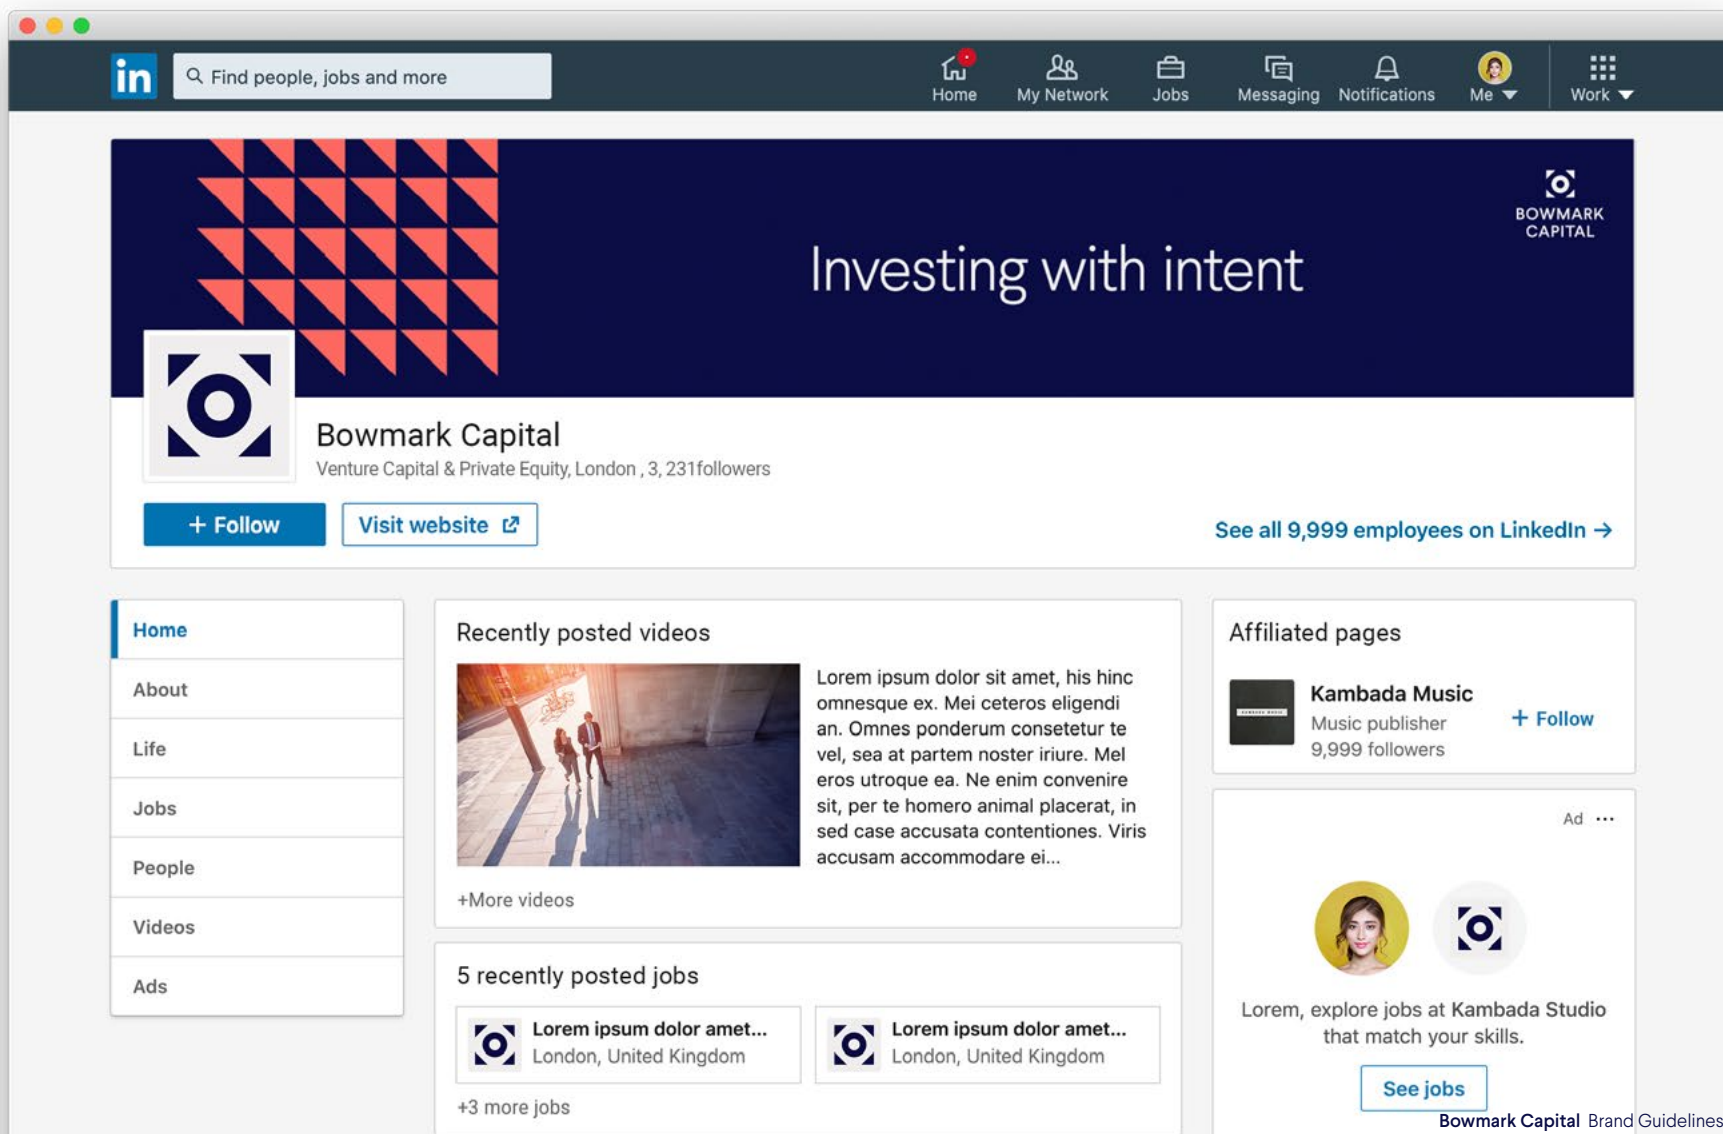 in
Find people, jobs and more
Home
My Network
Jobs
Messaging
Notifications
Me
Work
Investing with intent
BOWMARK
CAPITAL
Bowmark Capital
Venture Capital & Private Equity, London , 3, 231followers
+ Follow
Visit website
See all 9,999 employees on LinkedIn →
Home
About
Life
Jobs
People
Videos
Ads
Recently posted videos
Lorem ipsum dolor sit amet, his hinc
omnesque ex. Mei ceteros eligendi
an. Omnes ponderum consetetur te
vel, sea at partem noster iriure. Mel
eros utroque ea. Ne enim convenire
sit, per te homero animal placerat, in
sed case accusata contentiones. Viris
accusam accommodare ei...
+More videos
5 recently posted jobs
Lorem ipsum dolor amet...
London, United Kingdom
Lorem ipsum dolor amet...
London, United Kingdom
+3 more jobs
Affiliated pages
KAMBADA MUSIC
Kambada Music
Music publisher
9,999 followers
+ Follow
Ad ...
Lorem, explore jobs at Kambada Studio
that match your skills.
See jobs
Bowmark Capital Brand Guidelines